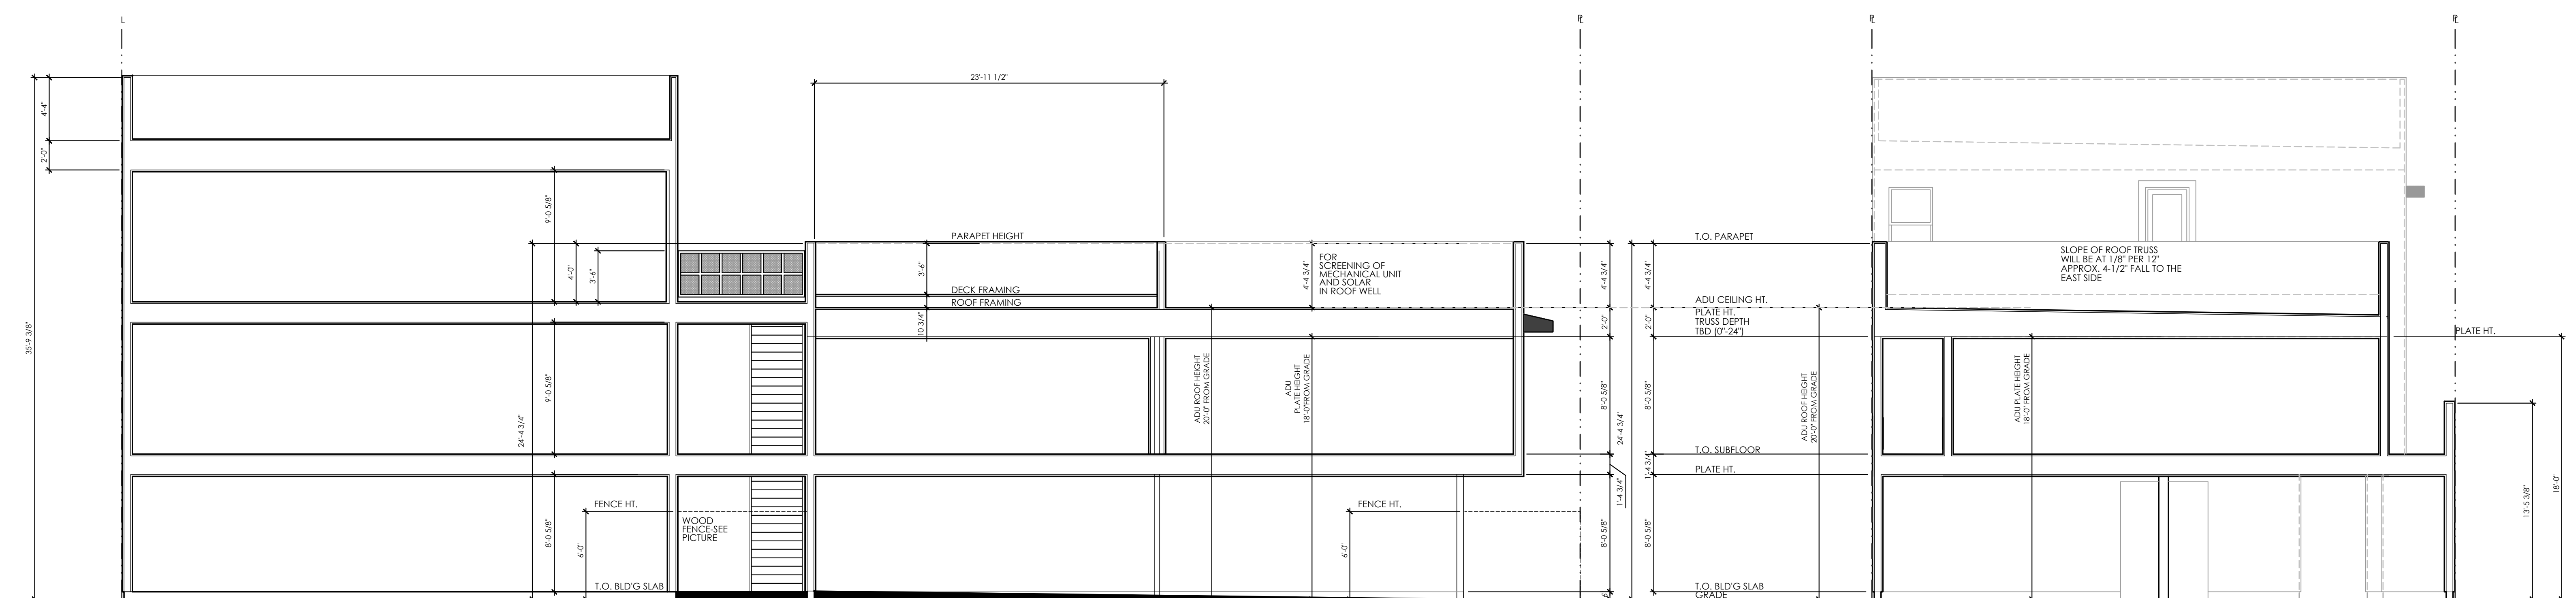 L
35'-9 3/8"
4'-4"
2'-0"
9'-0 5/8"
9'-0 5/8"
8'-0 5/8"
24'-4 3/4"
4'-0"
3'-6"
FENCE HT.
6'-0"
WOOD
FENCE-SEE
PICTURE
T.O. BLD'G SLAB
23'-11 1/2"
PARAPET HEIGHT
3'-6"
DECK FRAMING
ROOF FRAMING
10 3/4"
4'-4 3/4"
FOR
SCREENING OF
MECHANICAL UNIT
AND SOLAR
IN ROOF WELL
ADU ROOF HEIGHT
20'-0" FROM GRADE
ADU
PLATE HEIGHT
18'-0"FROM GRADE
FENCE HT.
6'-0"
PL
4'-4 3/4"
2'-0"
8'-0 5/8"
24'-4 3/4"
1'-4 3/4"
8'-0 5/8"
6"
4'-4 3/4"
2'-0"
8'-0 5/8"
1'-4 3/4"
8'-0 5/8"
T.O. PARAPET
ADU CEILING HT.
PLATE HT.
TRUSS DEPTH
TBD (0"-24")
T.O. SUBFLOOR
PLATE HT.
T.O. BLD'G SLAB
GRADE
ADU ROOF HEIGHT
20'-0" FROM GRADE
PL
SLOPE OF ROOF TRUSS
WILL BE AT 1/8" PER 12"
APPROX. 4-1/2" FALL TO THE
EAST SIDE
ADU PLATE HEIGHT
18'-0" FROM GRADE
PL
PLATE HT.
13'-5 3/8"
18'-0"